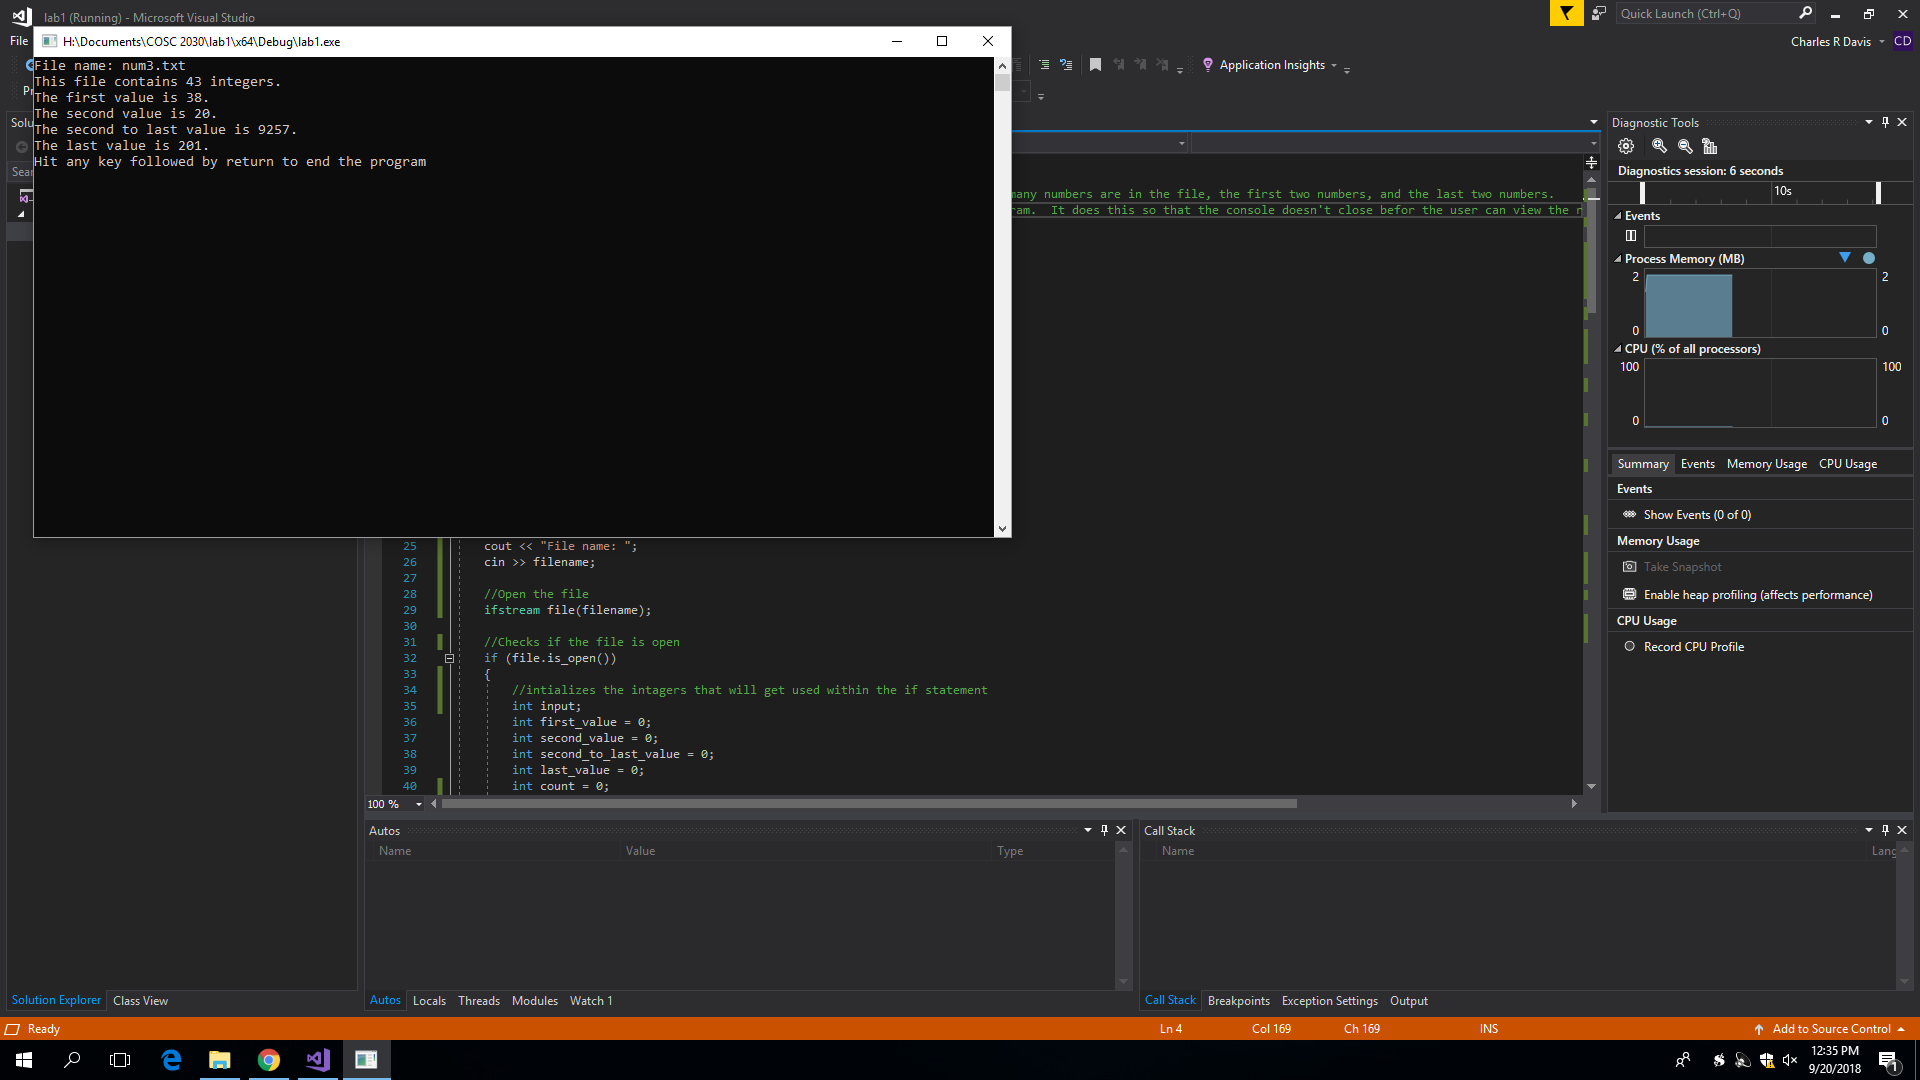 lab1 (Running) - Microsoft Visual Studio
Quick Launch (Ctrl+Q)
File
Charles R Davis
CD
H:\Documents\COSC 2030\lab1\x64\Debug\lab1.exe
File name: num3.txt
This file contains 43 integers.
The first value is 38.
The second value is 20.
The second to last value is 9257.
The last value is 201.
Hit any key followed by return to end the program
Application Insights
many numbers are in the file, the first two numbers, and the last two numbers.
ram.  It does this so that the console doesn't close befor the user can view the n
25 cout << "File name: ";
26 cin >> filename;
27
28 //Open the file
29 ifstream file(filename);
30
31 //Checks if the file is open
32 if (file.is_open())
33 {
34 //intializes the intagers that will get used within the if statement
35 int input;
36 int first_value = 0;
37 int second_value = 0;
38 int second_to_last_value = 0;
39 int last_value = 0;
40 int count = 0;
100 %
Diagnostic Tools
Diagnostics session: 6 seconds
10s
Events
Process Memory (MB)
2 2
0 0
CPU (% of all processors)
100 100
0 0
Summary Events Memory Usage CPU Usage
Events
Show Events (0 of 0)
Memory Usage
Take Snapshot
Enable heap profiling (affects performance)
CPU Usage
Record CPU Profile
Autos
Name Value Type
Call Stack
Name Lang
Solution Explorer Class View
Autos Locals Threads Modules Watch 1
Call Stack Breakpoints Exception Settings Output
Ready
Ln 4 Col 169 Ch 169 INS
Add to Source Control
12:35 PM
9/20/2018
1